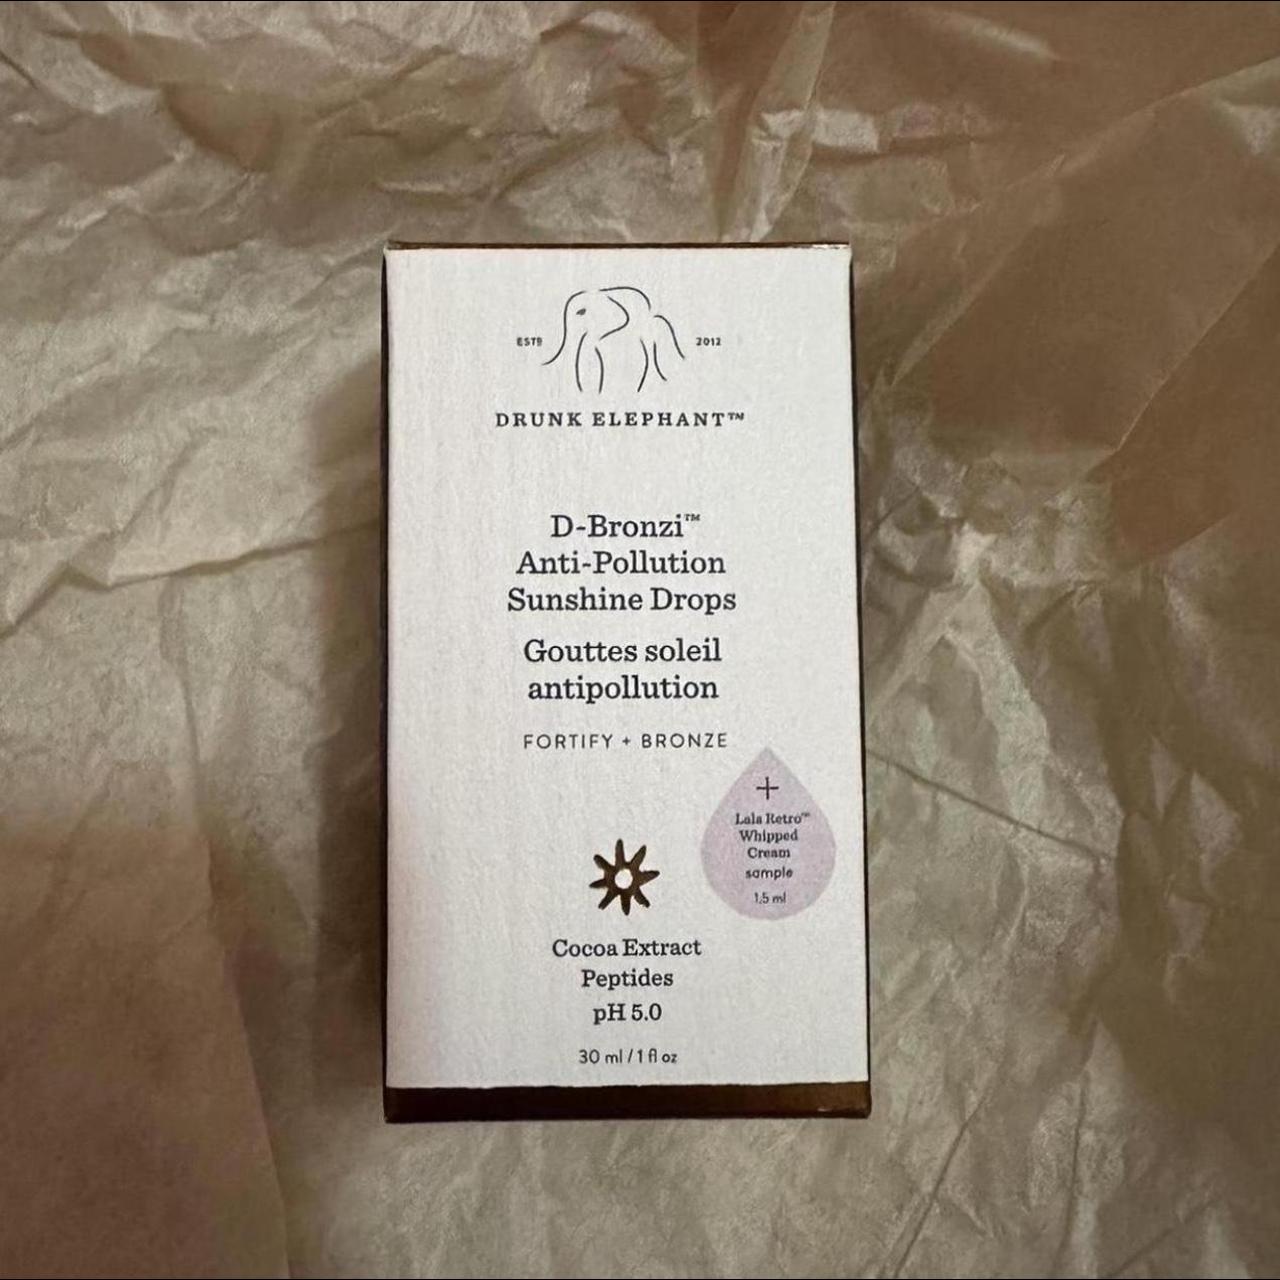 ESTD 2012
DRUNK ELEPHANT™
D-Bronzi™
Anti-Pollution
Sunshine Drops
Gouttes soleil
antipollution
FORTIFY + BRONZE
+
Lala Retro™
Whipped
Cream
sample
1.5 ml
Cocoa Extract
Peptides
pH 5.0
30 ml / 1 fl oz